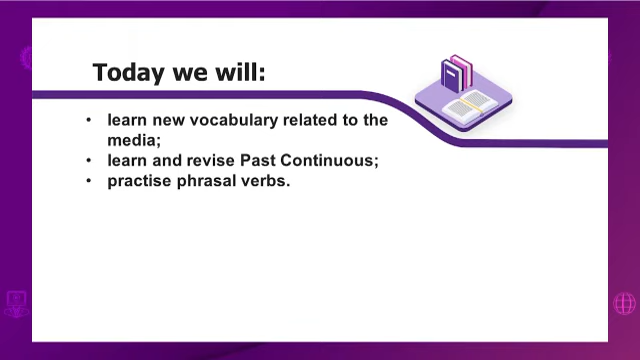 Today we will:
• learn new vocabulary related to the
media;
• learn and revise Past Continuous;
• practise phrasal verbs.